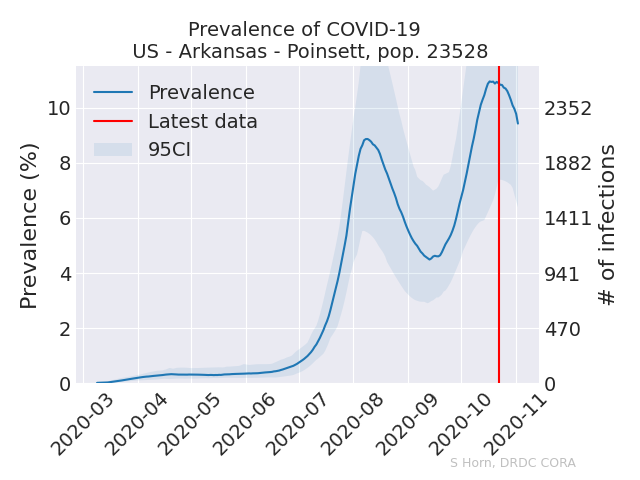 Prevalence of COVID-19
US - Arkansas - Poinsett, pop. 23528
Prevalence
Latest data
95CI
Prevalence (%)
10
8
6
4
2
0
2352
1882
1411
941
470
0
# of infections
2020-03
2020-04
2020-05
2020-06
2020-07
2020-08
2020-09
2020-10
2020-11
S Horn, DRDC CORA